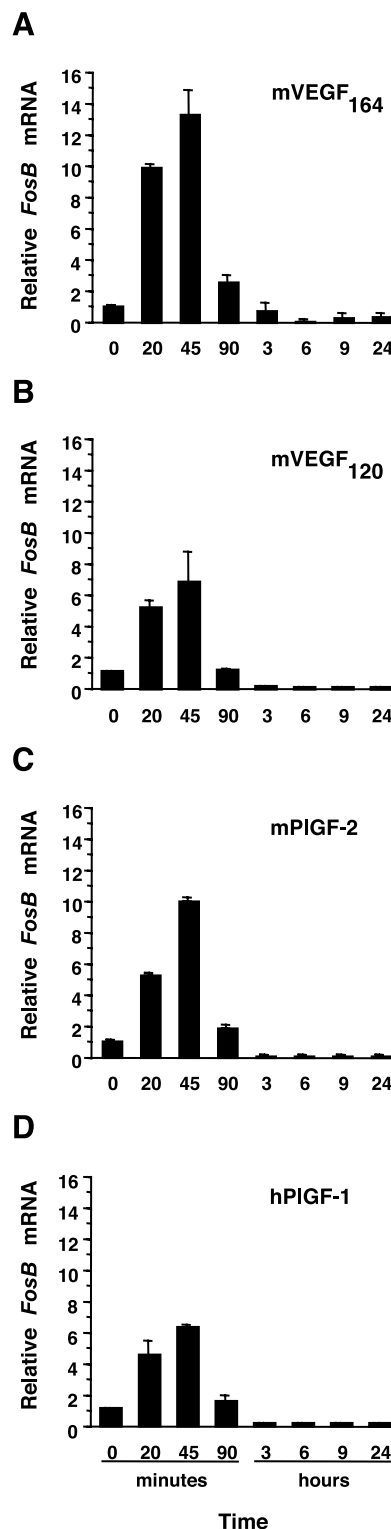 A
mVEGF164
Relative FosB mRNA
16
14
12
10
8
6
4
2
0
0 20 45 90 3 6 9 24
B
mVEGF120
Relative FosB mRNA
16
14
12
10
8
6
4
2
0
0 20 45 90 3 6 9 24
C
mPlGF-2
Relative FosB mRNA
16
14
12
10
8
6
4
2
0
0 20 45 90 3 6 9 24
D
hPlGF-1
Relative FosB mRNA
16
14
12
10
8
6
4
2
0
0 20 45 90 3 6 9 24
minutes hours
Time